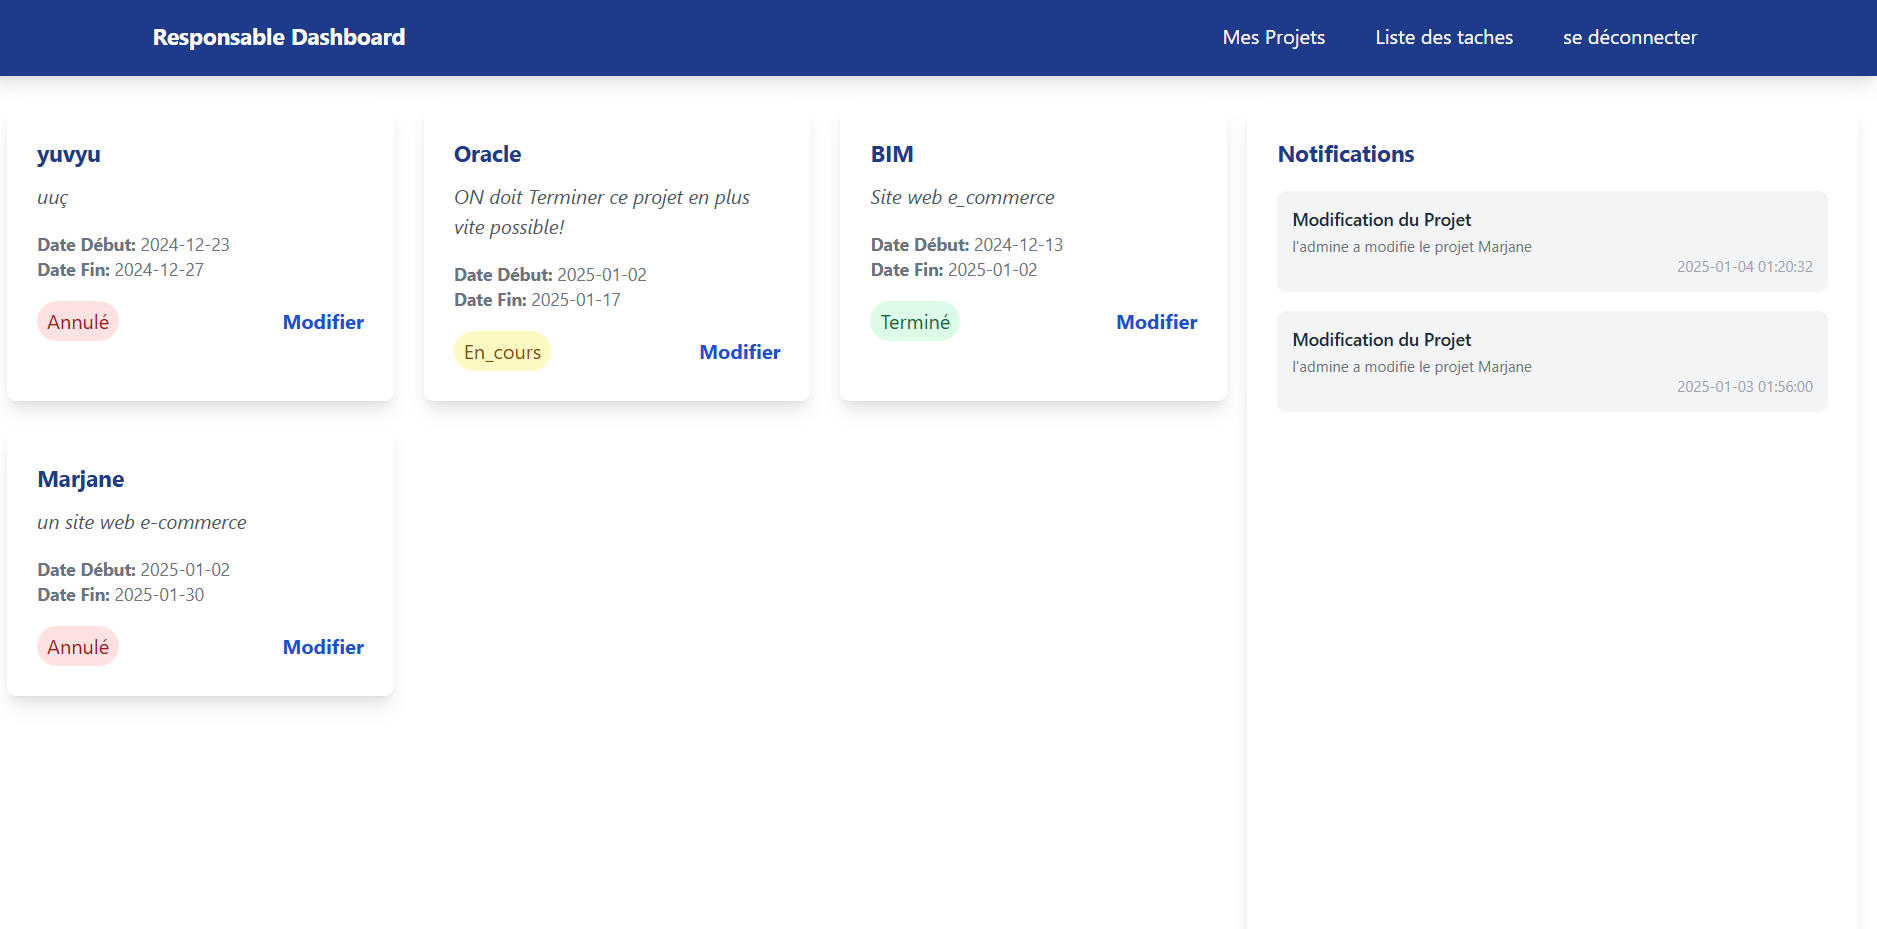 Responsable Dashboard
Mes Projets
Liste des taches
se déconnecter
yuvyu
uuç
Date Début: 2024-12-23
Date Fin: 2024-12-27
Annulé
Modifier
Oracle
ON doit Terminer ce projet en plus
vite possible!
Date Début: 2025-01-02
Date Fin: 2025-01-17
En_cours
Modifier
BIM
Site web e_commerce
Date Début: 2024-12-13
Date Fin: 2025-01-02
Terminé
Modifier
Marjane
un site web e-commerce
Date Début: 2025-01-02
Date Fin: 2025-01-30
Annulé
Modifier
Notifications
Modification du Projet
l'admine a modifie le projet Marjane
2025-01-04 01:20:32
Modification du Projet
l'admine a modifie le projet Marjane
2025-01-03 01:56:00